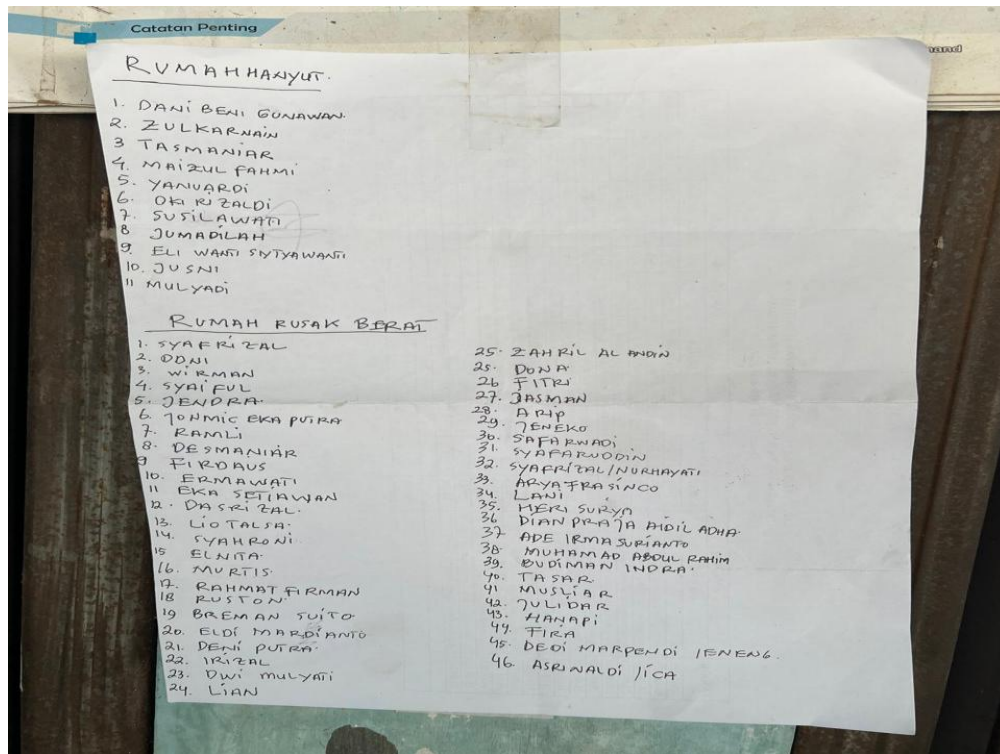 Catatan Penting
RUMAH HANYUT.
1. DANI BENI GUNAWAN.
2. ZULKARNAIN
3 TASMANIAR
4. MAIZUL FAHMI
5. YANUARDI
6. OKI RIZALDI
7. SUSILAWATI
8 JUMADILAH
9. ELI WANTI
10. JUSNI
11 MULYADI
RUMAH RUSAK BERAT
1. SYAFRIZAL
2. DONI
3. WIRMAN
4. SYAIFUL
5. JENDRA
6. JONMIC EKA PUTRA
7. RAMLI
8. DESMANIAR
9 FIRDAUS
10. ERMAWATI
11 EKA SETIAWAN
12. DASRIZAL.
13. LIOTALSA.
14. SYAHRONI
15 ELNITA.
16. MURTIS.
17. RAHMAT FIRMAN
18 RUSTON.
19 BREMAN SUITO
20. ELDI MARDIANTO
21. DENI PUTRA.
22. IRIZAL
23. DWI MULYATI
24. LIAN
25. ZAHRIL AL ANDIN
25. DONA
26 FITRI
27. JASMAN
28. ARIP
29. JENEKO
30. SAFARWADI
31. SYAFARUDDIN
32. SYAFRIZAL/NURHAYATI
33. ARYA FRASINCO
34. LANI
35. HERI SURYA
36 DIAN PRAJA AIDIL ADHA
37 ADE IRMA SURIANTO
38. MUHAMAD ABDUL RAHIM
39. BUDIMAN INDRA.
40. TASAR
41 MUSLIAR
42. JULIDAR
43. HANAPI
44. FIRA
45. DEDI MARPENDI /ENENG.
46. ASRINALDI /ICA